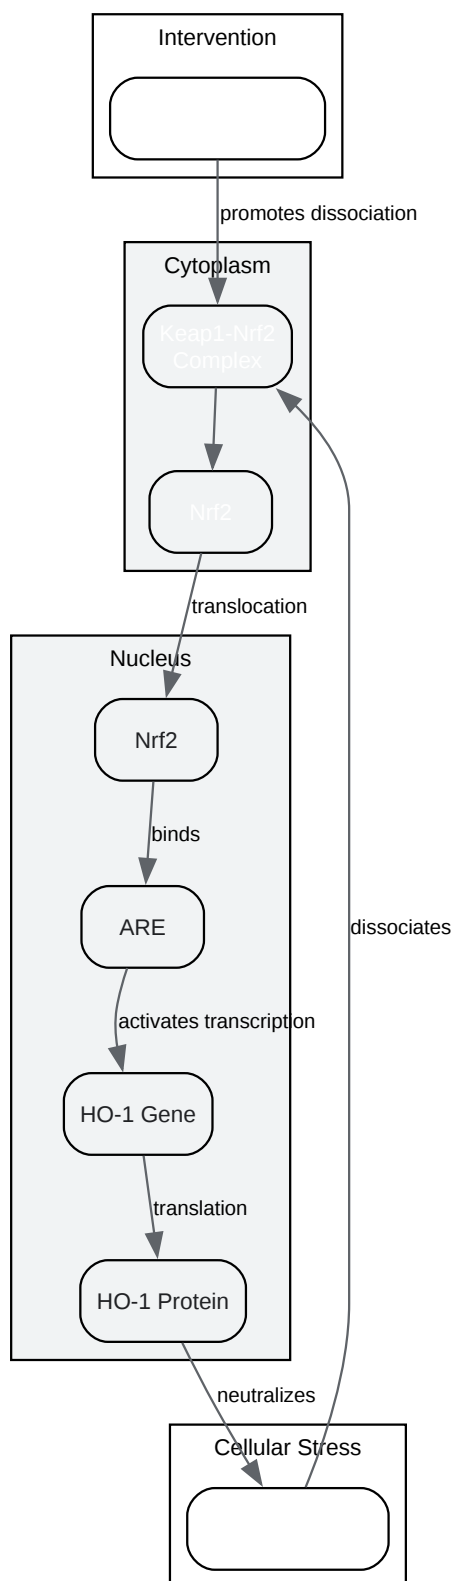 Intervention
promotes dissociation
Cytoplasm
Keap1-Nrf2
Complex
Nrf2
translocation
Nucleus
Nrf2
binds
ARE
dissociates
activates transcription
HO-1 Gene
translation
HO-1 Protein
neutralizes
Cellular Stress